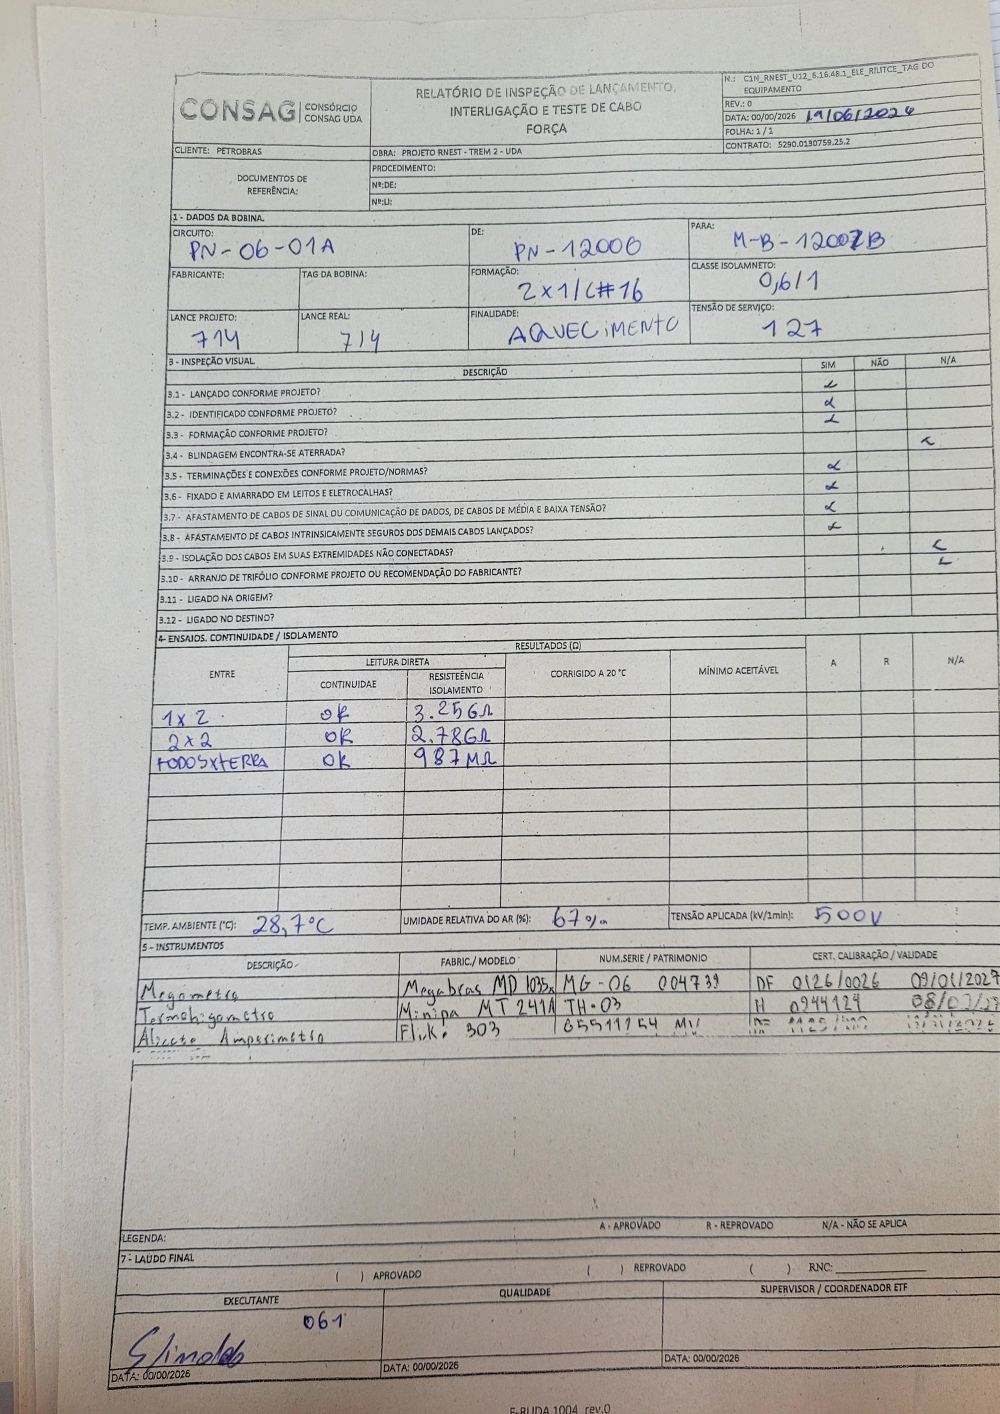 CONSAG CONSÓRCIO CONSAG UDA
RELATÓRIO DE INSPEÇÃO DE LANÇAMENTO, INTERLIGAÇÃO E TESTE DE CABO FORÇA
N.: C1N_RNEST_U12_6.16.48.1_ELE_RILITCE_TAG DO EQUIPAMENTO
REV.: 0
DATA: 00/00/2026 19/06/2026
FOLHA: 1 / 1
CONTRATO: 5290.0130759.25.2
CLIENTE: PETROBRAS
OBRA: PROJETO RNEST - TREM 2 - UDA
DOCUMENTOS DE REFERÊNCIA:
PROCEDIMENTO:
Nº:DE:
Nº:LI:
1 - DADOS DA BOBINA.
CIRCUITO: PN-06-01A
DE: PN-12006
PARA: M-B-12007B
FABRICANTE:
TAG DA BOBINA:
FORMAÇÃO: 2x1/C#16
CLASSE ISOLAMNETO: 0,6/1
LANCE PROJETO: 714
LANCE REAL: 714
FINALIDADE: AQUECIMENTO
TENSÃO DE SERVIÇO: 127
3 - INSPEÇÃO VISUAL
DESCRIÇÃO SIM NÃO N/A
3.1 - LANÇADO CONFORME PROJETO?
3.2 - IDENTIFICADO CONFORME PROJETO?
3.3 - FORMAÇÃO CONFORME PROJETO?
3.4 - BLINDAGEM ENCONTRA-SE ATERRADA?
3.5 - TERMINAÇÕES E CONEXÕES CONFORME PROJETO/NORMAS?
3.6 - FIXADO E AMARRADO EM LEITOS E ELETROCALHAS?
3.7 - AFASTAMENTO DE CABOS DE SINAL OU COMUNICAÇÃO DE DADOS, DE CABOS DE MÉDIA E BAIXA TENSÃO?
3.8 - AFASTAMENTO DE CABOS INTRINSICAMENTE SEGUROS DOS DEMAIS CABOS LANÇADOS?
3.9 - ISOLAÇÃO DOS CABOS EM SUAS EXTREMIDADES NÃO CONECTADAS?
3.10 - ARRANJO DE TRIFÓLIO CONFORME PROJETO OU RECOMENDAÇÃO DO FABRICANTE?
3.11 - LIGADO NA ORIGEM?
3.12 - LIGADO NO DESTINO?
4- ENSAIOS. CONTINUIDADE / ISOLAMENTO
ENTRE
RESULTADOS (Ω)
LEITURA DIRETA
CONTINUIDAE
RESISTEÊNCIA ISOLAMENTO
CORRIGIDO A 20 °C
MÍNIMO ACEITÁVEL
A R N/A
1x2 OK 3.25GΩ
2x2 OK 2.78GΩ
TODOSXTERRA OK 987MΩ
TEMP. AMBIENTE (°C): 28,7°C
UMIDADE RELATIVA DO AR (%): 67%
TENSÃO APLICADA (kV/1min): 500V
5 - INSTRUMENTOS
DESCRIÇÃO FABRIC./ MODELO NUM.SERIE / PATRIMONIO CERT. CALIBRAÇÃO / VALIDADE
Megometro Megabras MD 1035x MG-06 004739 DF 0126/0026 09/01/2027
Termohigometro Minipa MT 241A TH-03 H 0944124
Alicate Amperimetro 303
LEGENDA: A - APROVADO R - REPROVADO N/A - NÃO SE APLICA
7 - LAUDO FINAL
( ) APROVADO ( ) REPROVADO ( ) RNC:
EXECUTANTE QUALIDADE SUPERVISOR / COORDENADOR ETF
061
DATA: 00/00/2026 DATA: 00/00/2026 DATA: 00/00/2026
F-RUDA 1004 rev.0